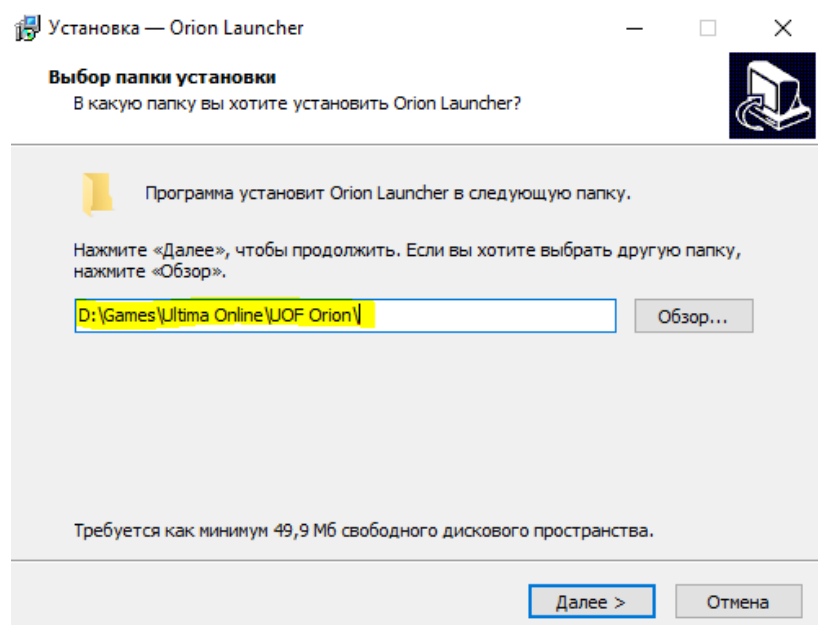 Установка — Orion Launcher
Выбор папки установки
В какую папку вы хотите установить Orion Launcher?
Программа установит Orion Launcher в следующую папку.
Нажмите «Далее», чтобы продолжить. Если вы хотите выбрать другую папку,
нажмите «Обзор».
D:\Games\Ultima Online\UOF Orion\
Обзор...
Требуется как минимум 49,9 Мб свободного дискового пространства.
Далее >
Отмена